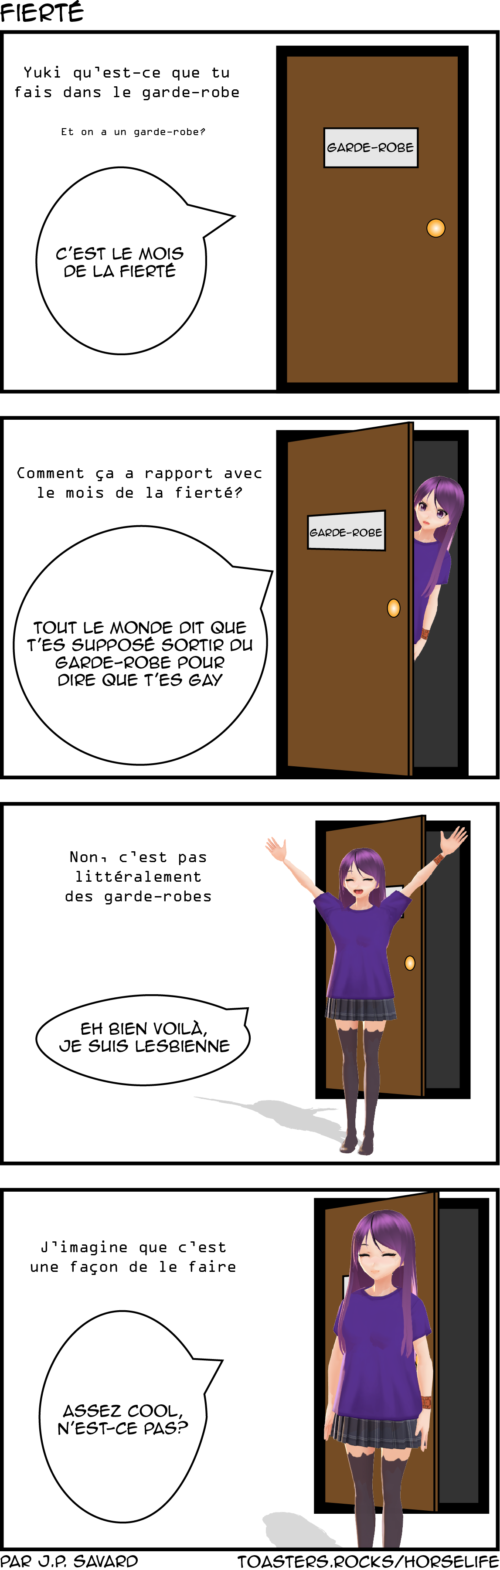 FIERTÉ
Yuki qu'est-ce que tu
fais dans le garde-robe
Et on a un garde-robe?
GARDE-ROBE
C'EST LE MOIS
DE LA FIERTÉ
Comment ça a rapport avec
le mois de la fierté?
GARDE-ROBE
TOUT LE MONDE DIT QUE
T'ES SUPPOSÉ SORTIR DU
GARDE-ROBE POUR
DIRE QUE T'ES GAY
Non, c'est pas
littéralement
des garde-robes
EH BIEN VOILÀ,
JE SUIS LESBIENNE
J'imagine que c'est
une façon de le faire
ASSEZ COOL,
N'EST-CE PAS?
PAR J.P. SAVARD
TOASTERS.ROCKS/HORSELIFE